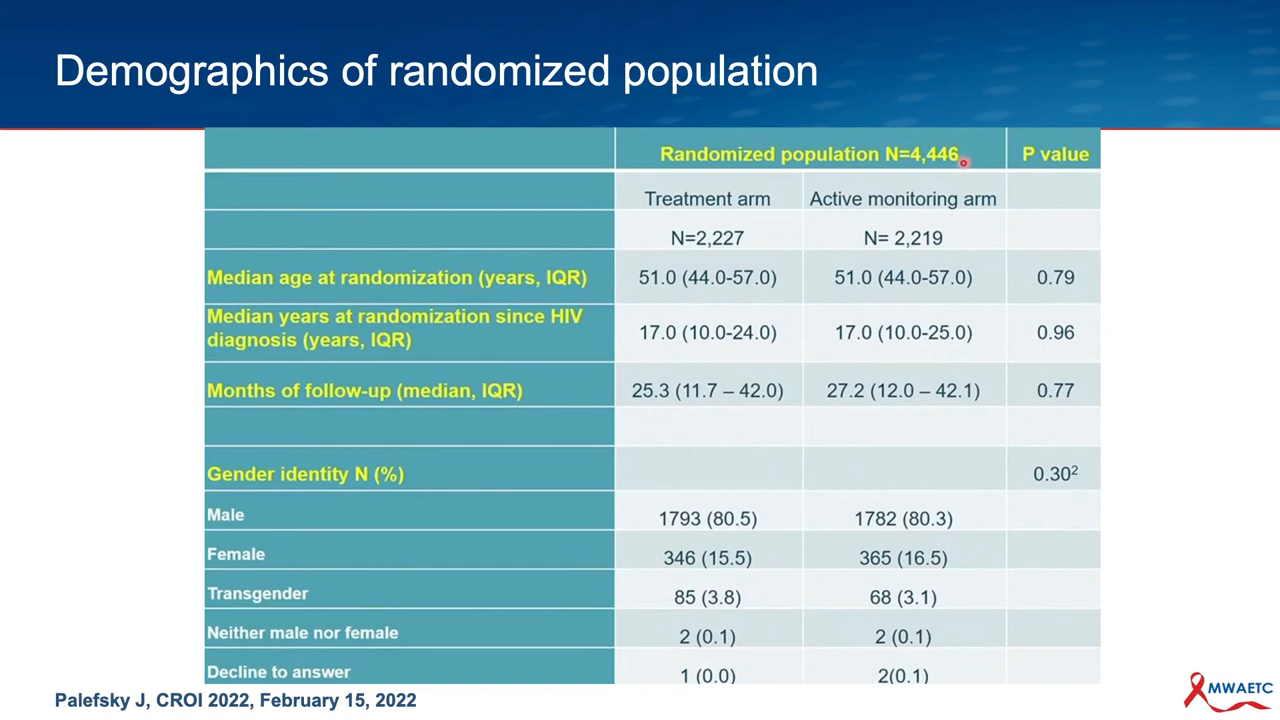 Demographics of randomized population
Randomized population N=4,446 P value
Treatment arm Active monitoring arm
N=2,227 N= 2,219
Median age at randomization (years, IQR) 51.0 (44.0-57.0) 51.0 (44.0-57.0) 0.79
Median years at randomization since HIV
diagnosis (years, IQR) 17.0 (10.0-24.0) 17.0 (10.0-25.0) 0.96
Months of follow-up (median, IQR) 25.3 (11.7 – 42.0) 27.2 (12.0 – 42.1) 0.77
Gender identity N (%) 0.30²
Male 1793 (80.5) 1782 (80.3)
Female 346 (15.5) 365 (16.5)
Transgender 85 (3.8) 68 (3.1)
Neither male nor female 2 (0.1) 2 (0.1)
Decline to answer 1 (0.0) 2(0.1)
Palefsky J, CROI 2022, February 15, 2022
MWAETC